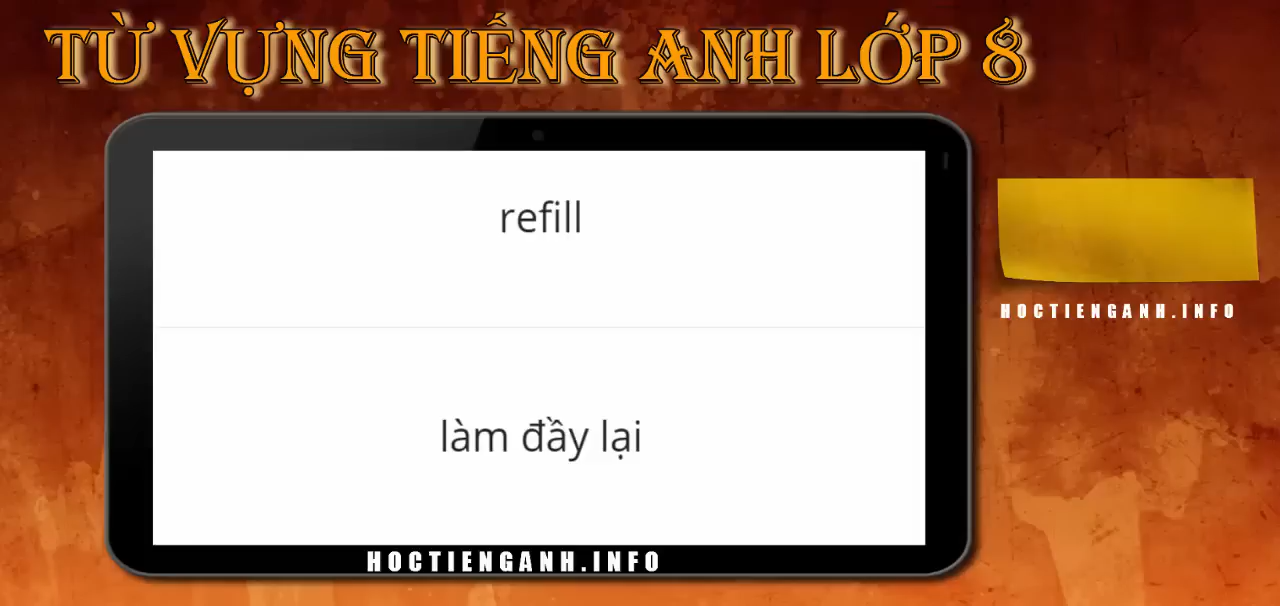 TỪ VỰNG TIẾNG ANH LỚP 8
refill
HOCTIENGANH.INFO
làm đầy lại
HOCTIENGANH.INFO